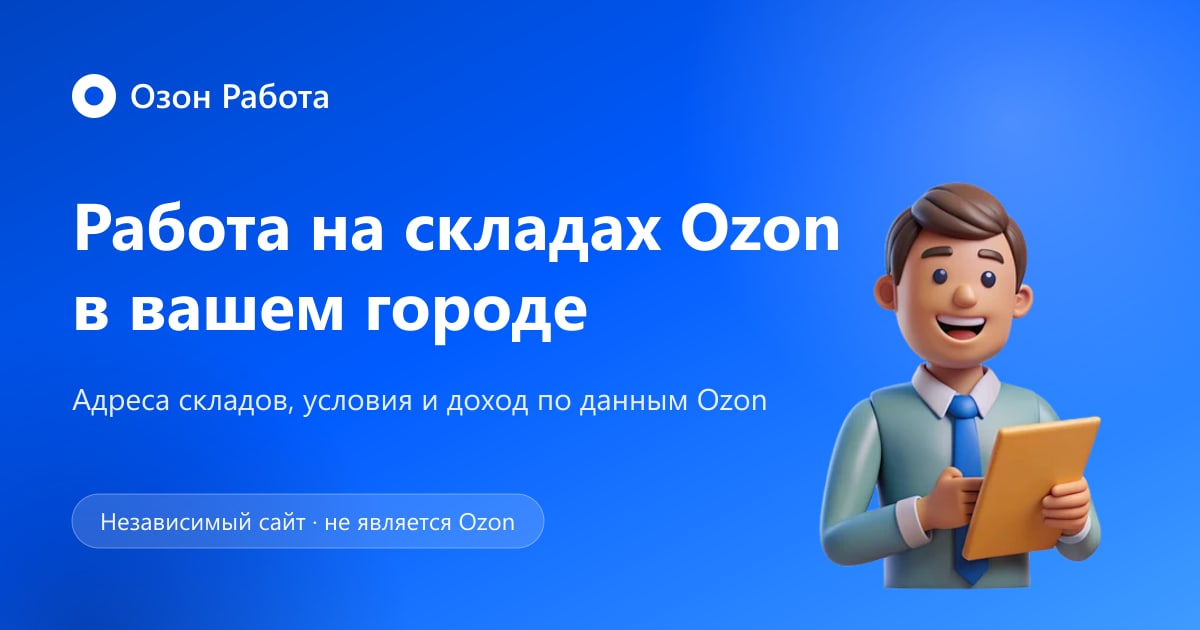 Озон Работа
Работа на складах Ozon
в вашем городе
Адреса складов, условия и доход по данным Ozon
Независимый сайт · не является Ozon